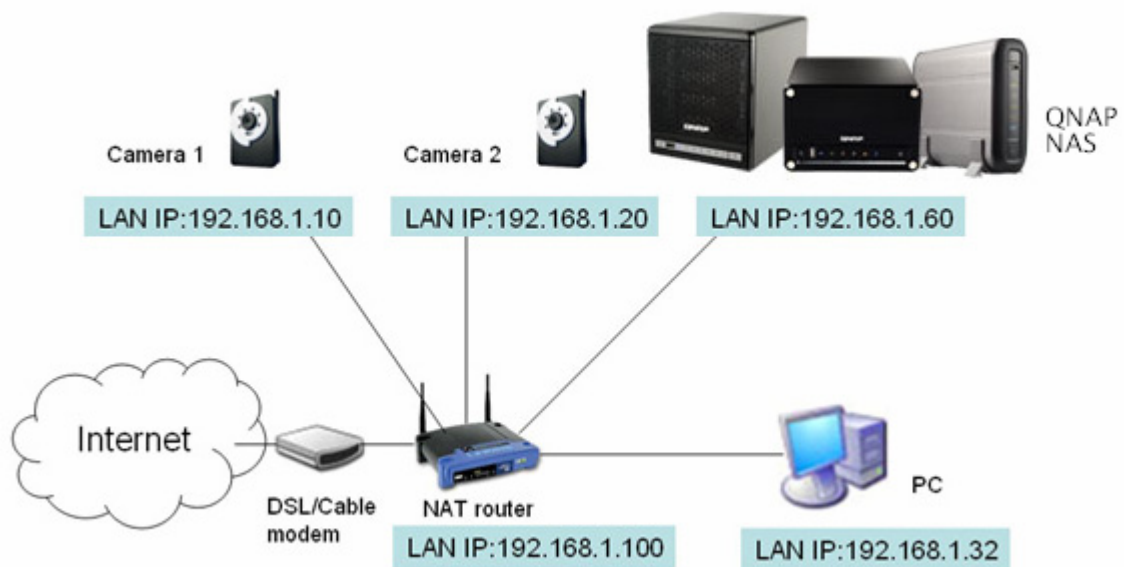 QNAP
NAS
Camera 1
Camera 2
LAN IP:192.168.1.10
LAN IP:192.168.1.20
LAN IP:192.168.1.60
Internet
DSL/Cable
modem
NAT router
PC
LAN IP:192.168.1.100
LAN IP:192.168.1.32